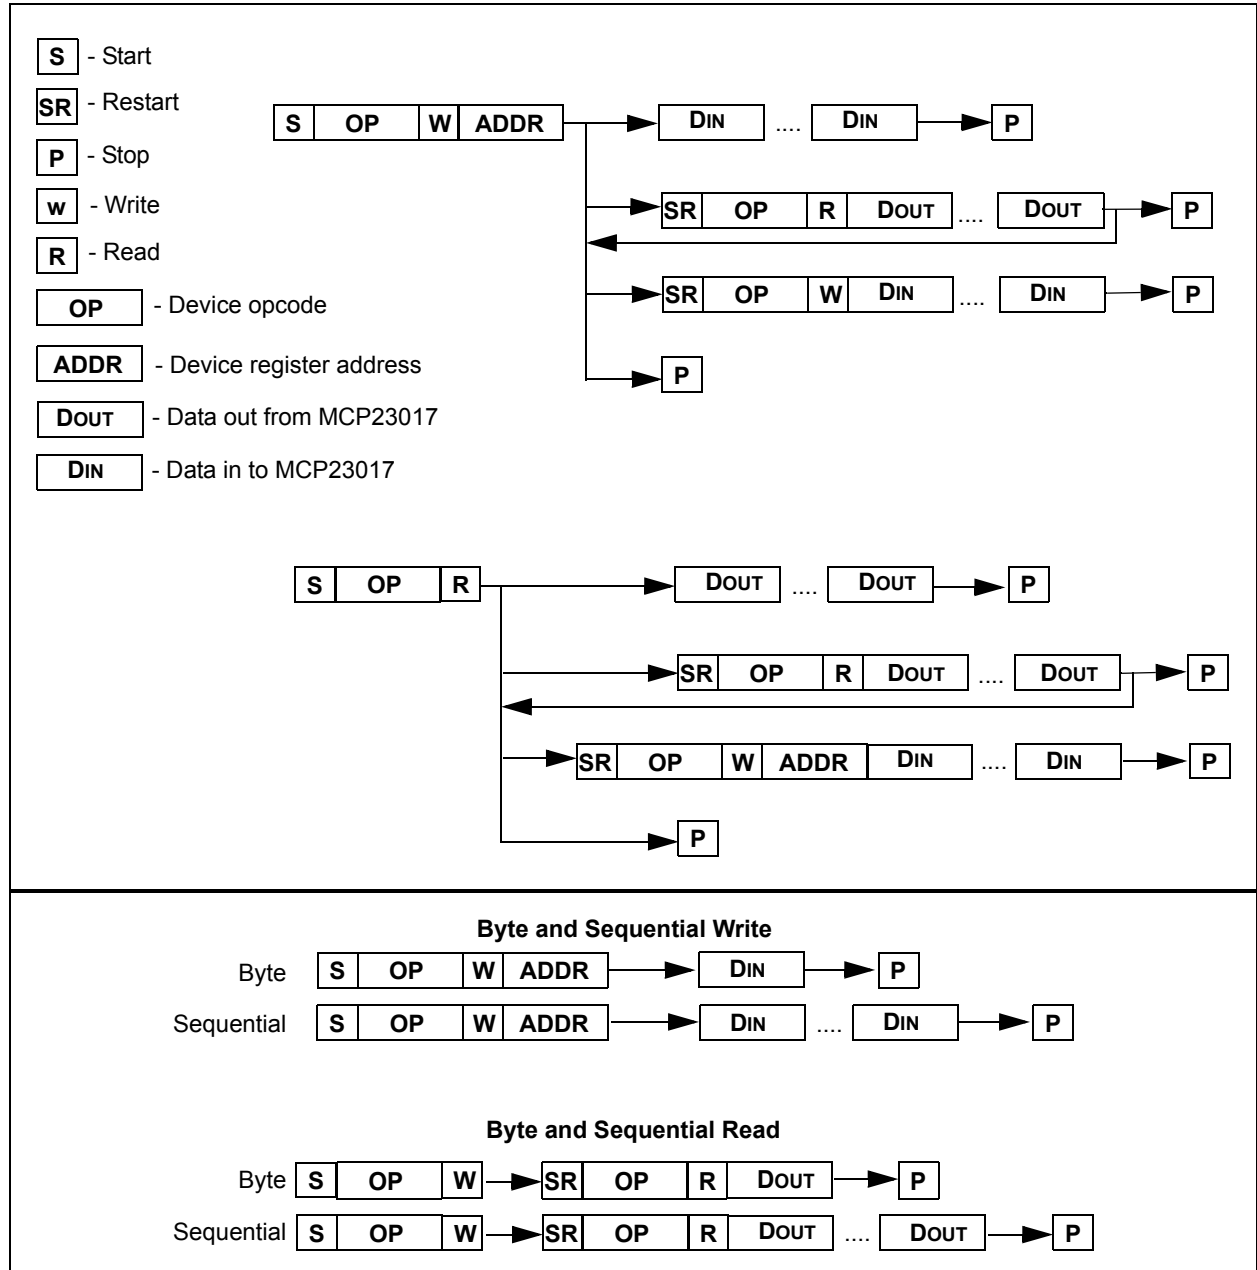 S - Start
SR - Restart
P - Stop
w - Write
R - Read
OP - Device opcode
ADDR - Device register address
DOUT - Data out from MCP23017
DIN - Data in to MCP23017
S OP W ADDR DIN .... DIN P
SR OP R DOUT .... DOUT P
SR OP W DIN .... DIN P
P
S OP R DOUT .... DOUT P
SR OP R DOUT .... DOUT P
SR OP W ADDR DIN .... DIN P
P
Byte and Sequential Write
Byte S OP W ADDR DIN P
Sequential S OP W ADDR DIN .... DIN P
Byte and Sequential Read
Byte S OP W SR OP R DOUT P
Sequential S OP W SR OP R DOUT .... DOUT P